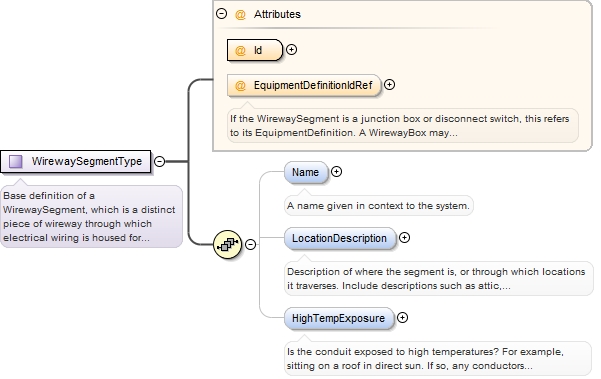 @ Attributes
@ Id
@ EquipmentDefinitionIdRef
If the WirewaySegment is a junction box or disconnect switch, this refers
to its EquipmentDefinition. A WirewayBox may...
WirewaySegmentType
Base definition of a
WirewaySegment, which is a distinct
piece of wireway through which
electrical wiring is housed for...
Name
A name given in context to the system.
LocationDescription
Description of where the segment is, or through which locations
it traverses. Include descriptions such as attic,...
HighTempExposure
Is the conduit exposed to high temperatures? For example,
sitting on a roof in direct sun. If so, any conductors...